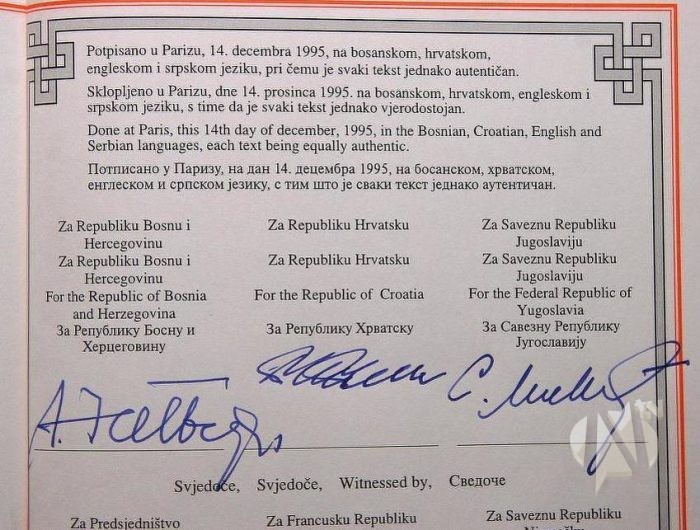 Potpisano u Parizu, 14. decembra 1995, na bosanskom, hrvatskom,
engleskom i srpskom jeziku, pri čemu je svaki tekst jednako autentičan.
Sklopljeno u Parizu, dne 14. prosinca 1995. na bosanskom, hrvatskom, engleskom i
srpskom jeziku, s time da je svaki tekst jednako vjerodostojan.
Done at Paris, this 14th day of december, 1995, in the Bosnian, Croatian, English and
Serbian languages, each text being equally authentic.
Потписано у Паризу, на дан 14. децембра 1995, на босанском, хрватском,
енглеском и српском језику, с тим што је сваки текст једнако аутентичан.
Za Republiku Bosnu i
Hercegovinu
Za Republiku Bosnu i
Hercegovinu
For the Republic of Bosnia
and Herzegovina
За Републику Босну и
Херцеговину
Za Republiku Hrvatsku
Za Republiku Hrvatsku
For the Republic of Croatia
За Републику Хрватску
Za Saveznu Republiku
Jugoslaviju
Za Saveznu Republiku
Jugoslaviju
For the Federal Republic of
Yugoslavia
За Савезну Републику
Југославију
Svjedoče, Svjedoče, Witnessed by, Сведоче
Za Predsjedništvo
Za Francusku Republiku
Za Saveznu Republiku